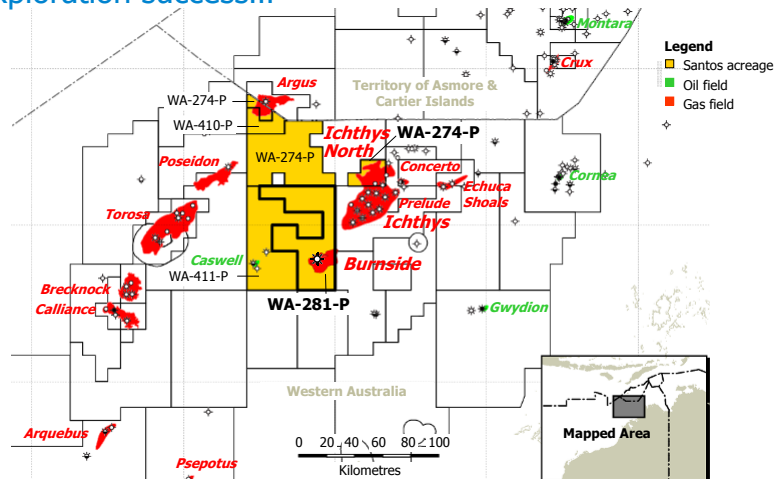 Montara
Legend
Santos acreage
Oil field
Gas field
Crux
Argus
Territory of Asmore &
Cartier Islands
WA-274-P
WA-410-P
Ichthys
North
WA-274-P
WA-274-P
Poseidon
Concerto
Cornea
Echuca
Shoals
Prelude
Torosa
Ichthys
Caswell
Burnside
WA-411-P
Brecknock
WA-281-P
Calliance
Gwydion
Western Australia
Arquebus
Mapped Area
0 20 40 60 80 100
Kilometres
Psepotus